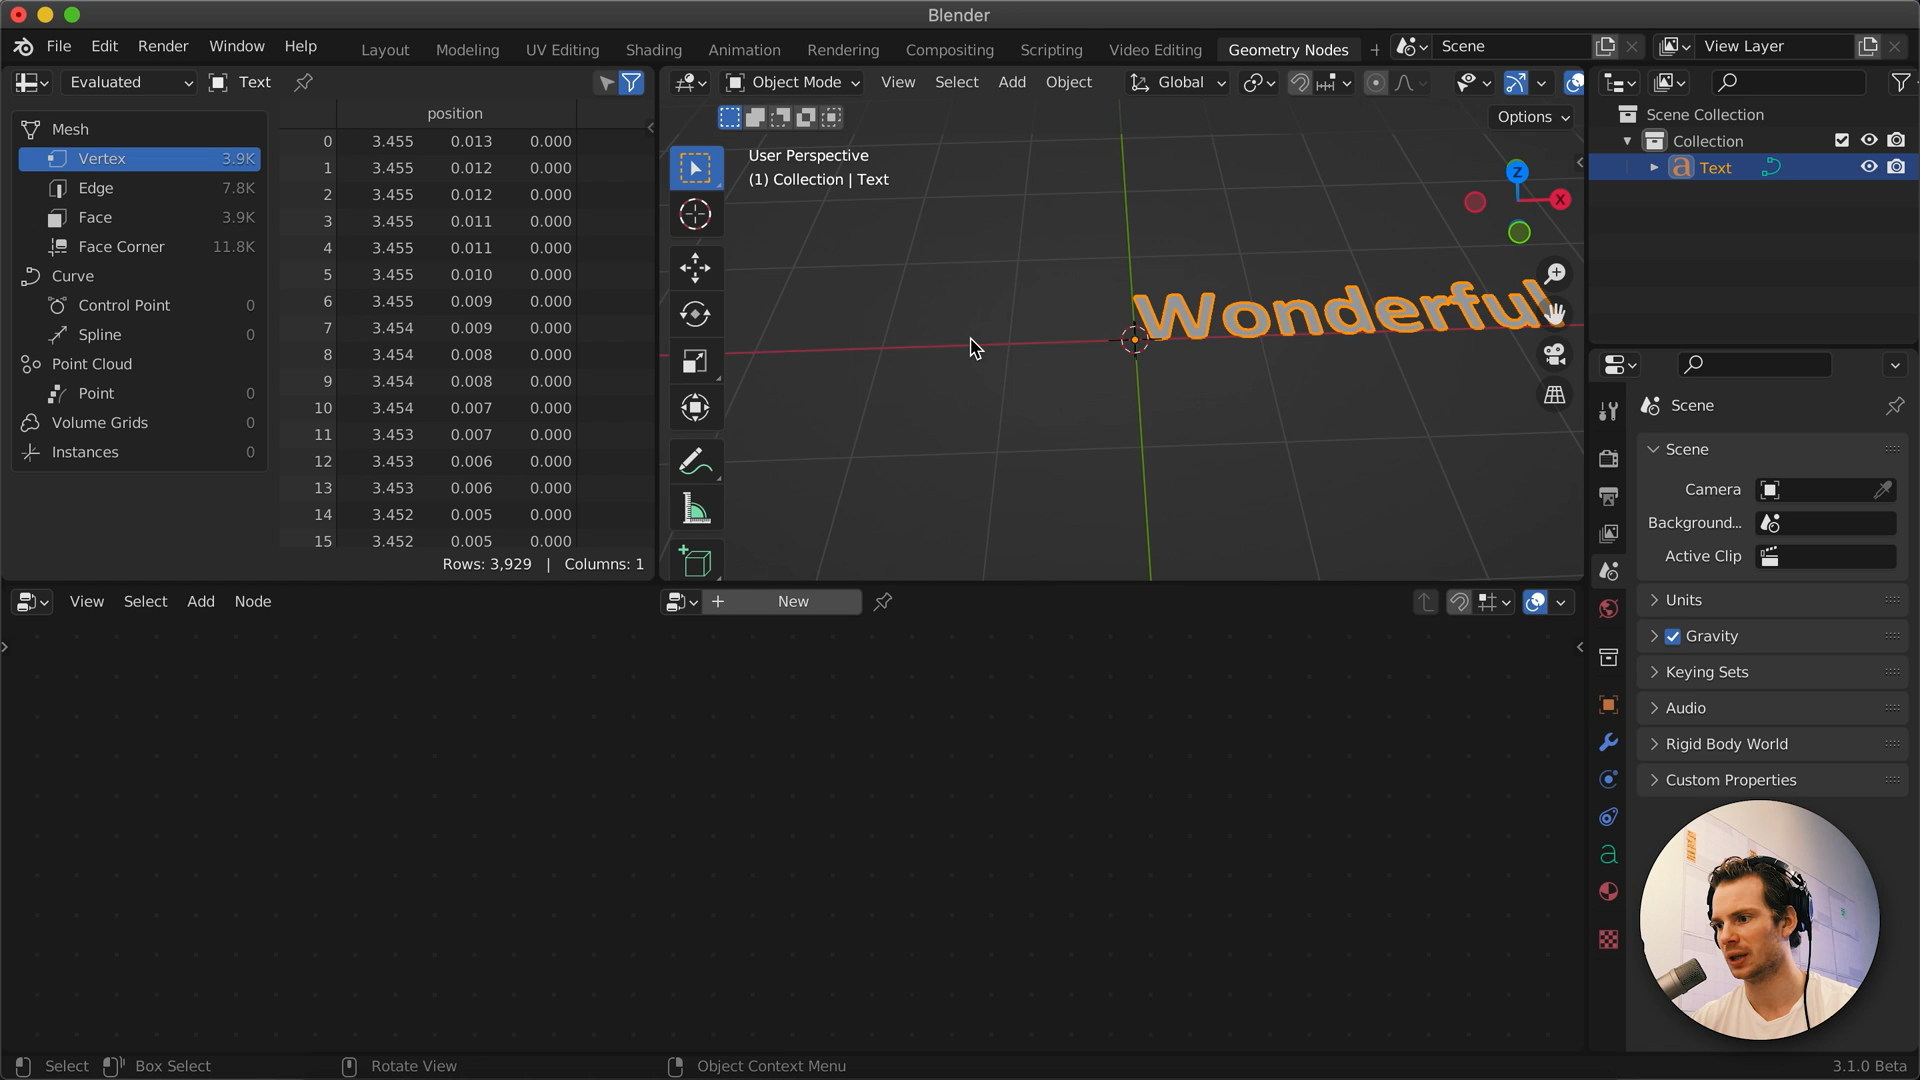 Blender
File Edit Render Window Help
Layout Modeling UV Editing Shading Animation Rendering Compositing Scripting Video Editing Geometry Nodes +
Scene
View Layer
Evaluated
Text
Object Mode
View Select Add Object
Global
Options
position
Mesh
Vertex 3.9K
Edge 7.8K
Face 3.9K
Face Corner 11.8K
Curve
Control Point 0
Spline 0
Point Cloud
Point 0
Volume Grids 0
Instances 0
0 3.455 0.013 0.000
1 3.455 0.012 0.000
2 3.455 0.012 0.000
3 3.455 0.011 0.000
4 3.455 0.011 0.000
5 3.455 0.010 0.000
6 3.455 0.009 0.000
7 3.454 0.009 0.000
8 3.454 0.008 0.000
9 3.454 0.008 0.000
10 3.454 0.007 0.000
11 3.453 0.007 0.000
12 3.453 0.006 0.000
13 3.453 0.006 0.000
14 3.452 0.005 0.000
15 3.452 0.005 0.000
Rows: 3,929 | Columns: 1
User Perspective
(1) Collection | Text
Z
X
Wonderful
Scene Collection
Collection
a Text
Scene
Scene
Camera
Background...
Active Clip
Units
Gravity
Keying Sets
Audio
Rigid Body World
Custom Properties
a
View Select Add Node
+ New
Select
Box Select
Rotate View
Object Context Menu
3.1.0 Beta